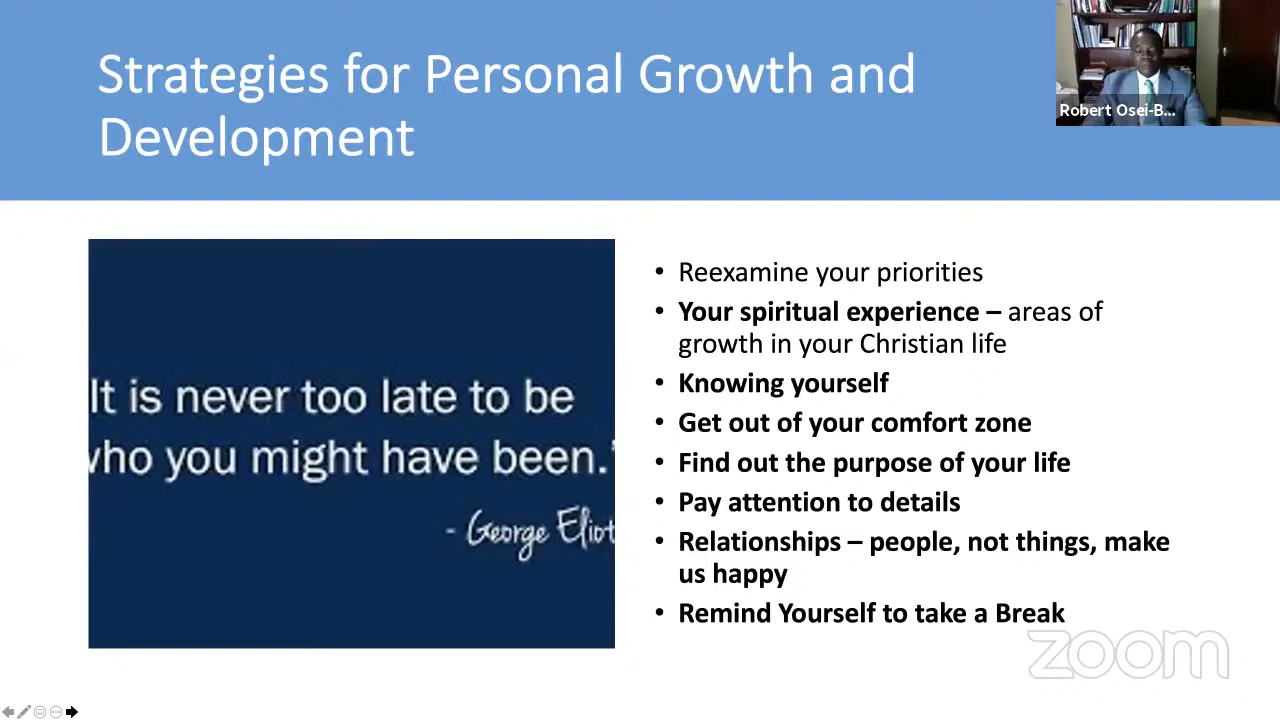 Strategies for Personal Growth and
Development
Robert Osei-B...
It is never too late to be
who you might have been."
- George Eliot
• Reexamine your priorities
• Your spiritual experience – areas of
growth in your Christian life
• Knowing yourself
• Get out of your comfort zone
• Find out the purpose of your life
• Pay attention to details
• Relationships – people, not things, make
us happy
• Remind Yourself to take a Break
zoom